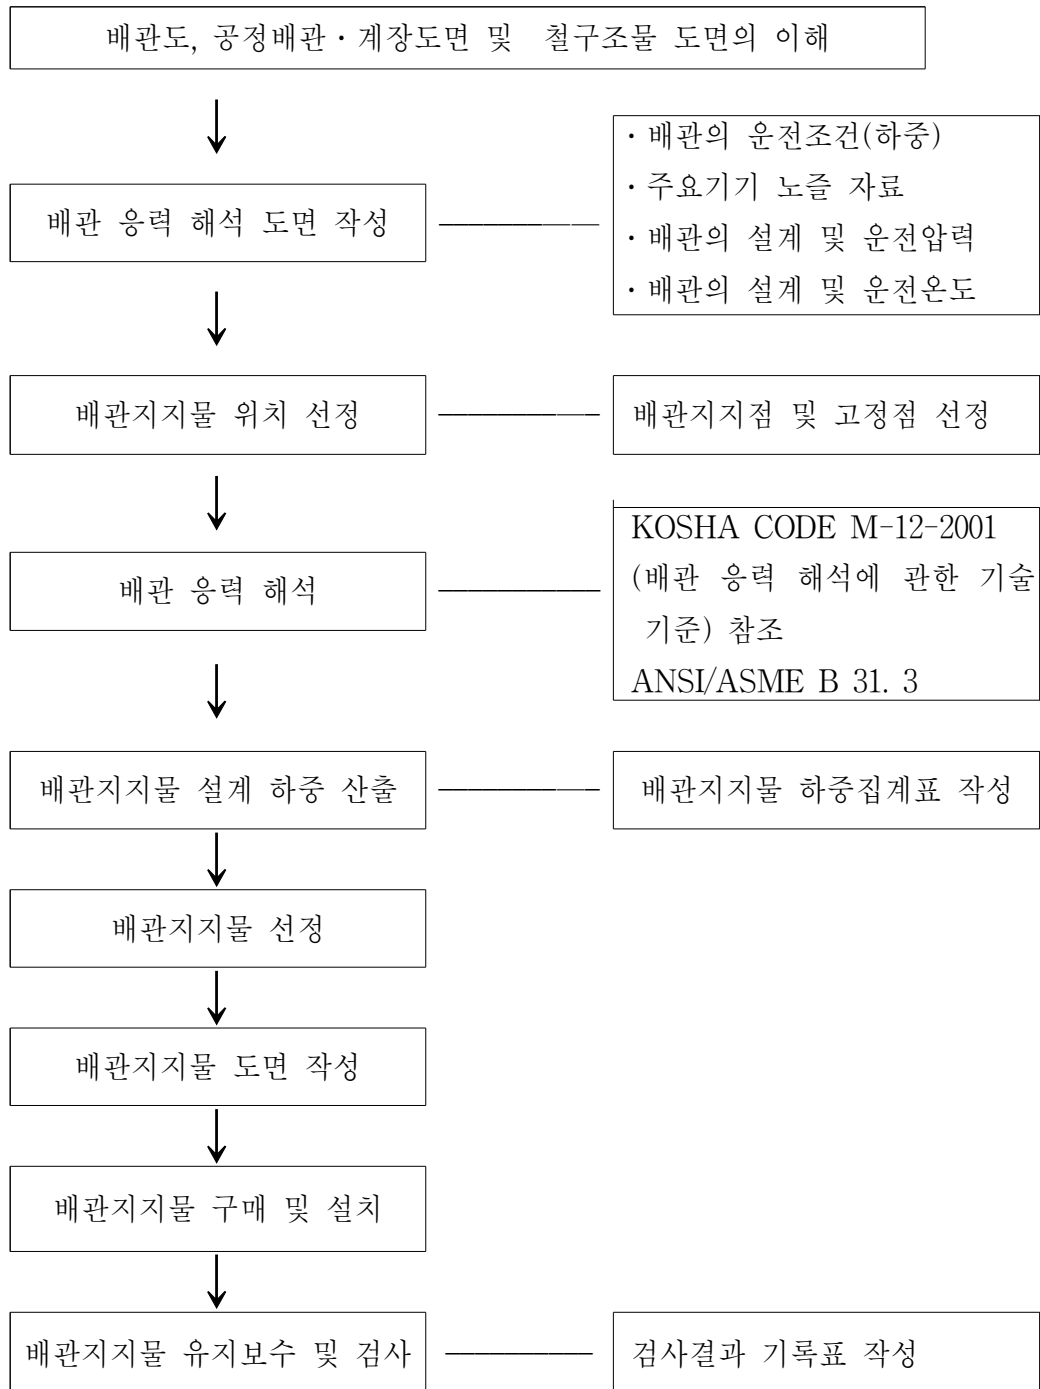 배관도, 공정배관·계장도면 및 철구조물 도면의 이해
배관 응력 해석 도면 작성
·배관의 운전조건(하중)
·주요기기 노즐 자료
·배관의 설계 및 운전압력
·배관의 설계 및 운전온도
배관지지물 위치 선정
배관지지점 및 고정점 선정
배관 응력 해석
KOSHA CODE M-12-2001
(배관 응력 해석에 관한 기술
기준) 참조
ANSI/ASME B 31. 3
배관지지물 설계 하중 산출
배관지지물 하중집계표 작성
배관지지물 선정
배관지지물 도면 작성
배관지지물 구매 및 설치
배관지지물 유지보수 및 검사
검사결과 기록표 작성